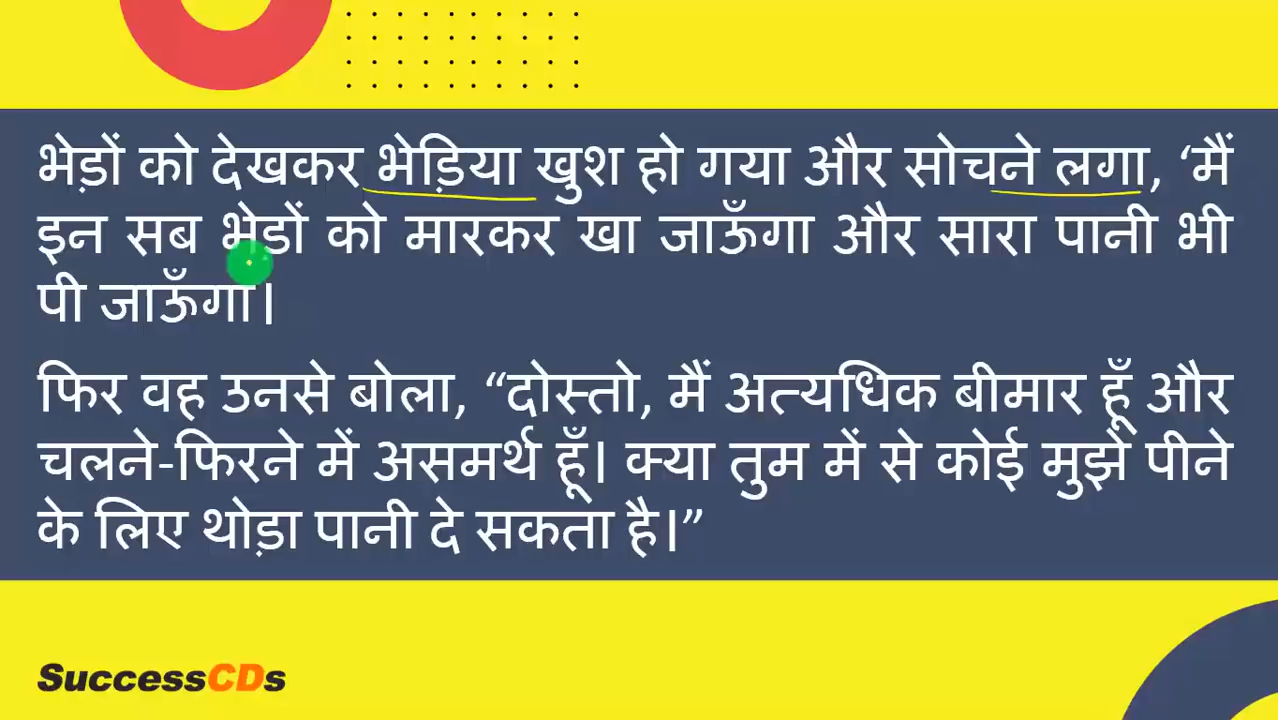 भेड़ों को देखकर भेड़िया खुश हो गया और सोचने लगा, ‘मैं
इन सब भेडों को मारकर खा जाऊँगा और सारा पानी भी
पी जाऊँगा।
फिर वह उनसे बोला, “दोस्तो, मैं अत्यधिक बीमार हूँ और
चलने-फिरने में असमर्थ हूँ। क्या तुम में से कोई मुझे पीने
के लिए थोड़ा पानी दे सकता है।”
SuccessCDs